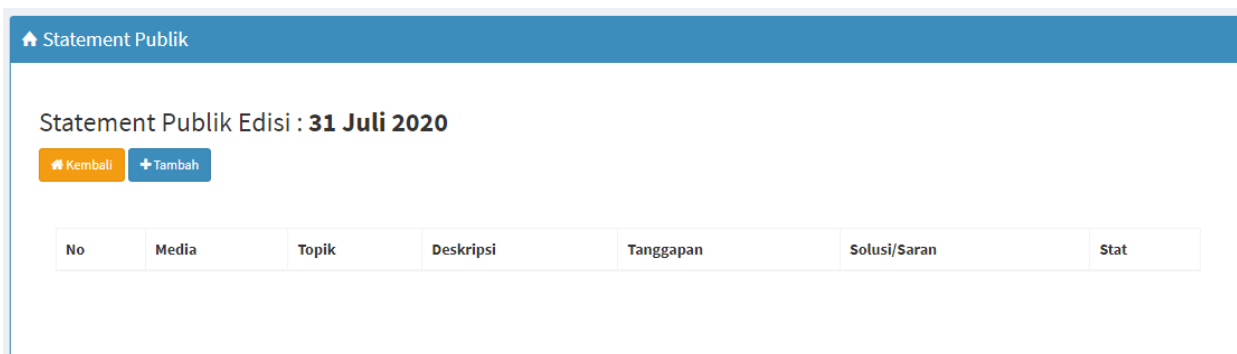 Statement Publik
Statement Publik Edisi : 31 Juli 2020
Kembali Tambah
No Media Topik Deskripsi Tanggapan Solusi/Saran Stat